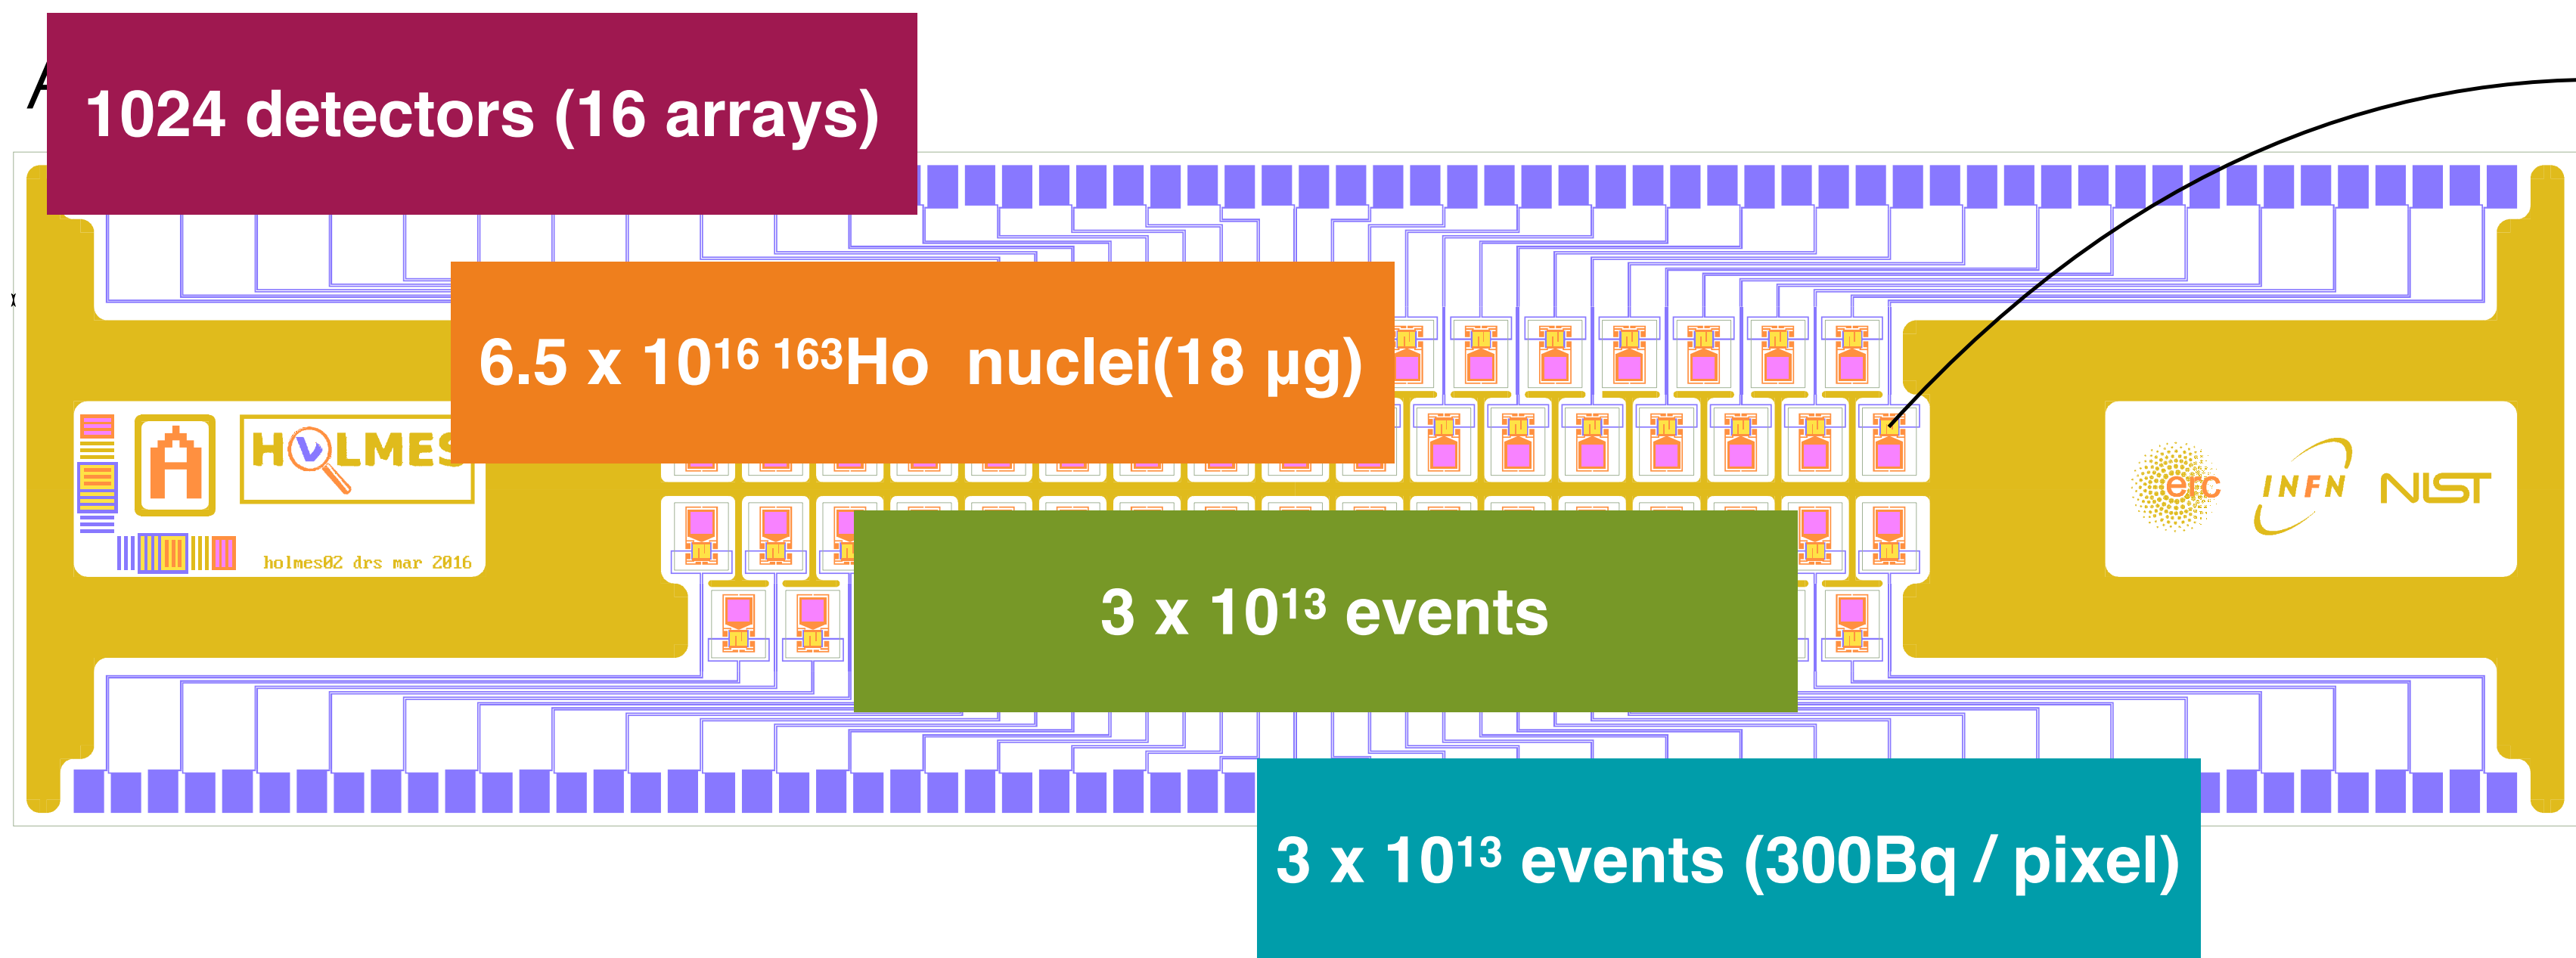 A
1024 detectors (16 arrays)
6.5 x 10¹⁶ ¹⁶³Ho nuclei(18 µg)
HOLMES
holmes02 drs mar 2016
erc
INFN
NIST
3 x 10¹³ events
3 x 10¹³ events (300Bq / pixel)